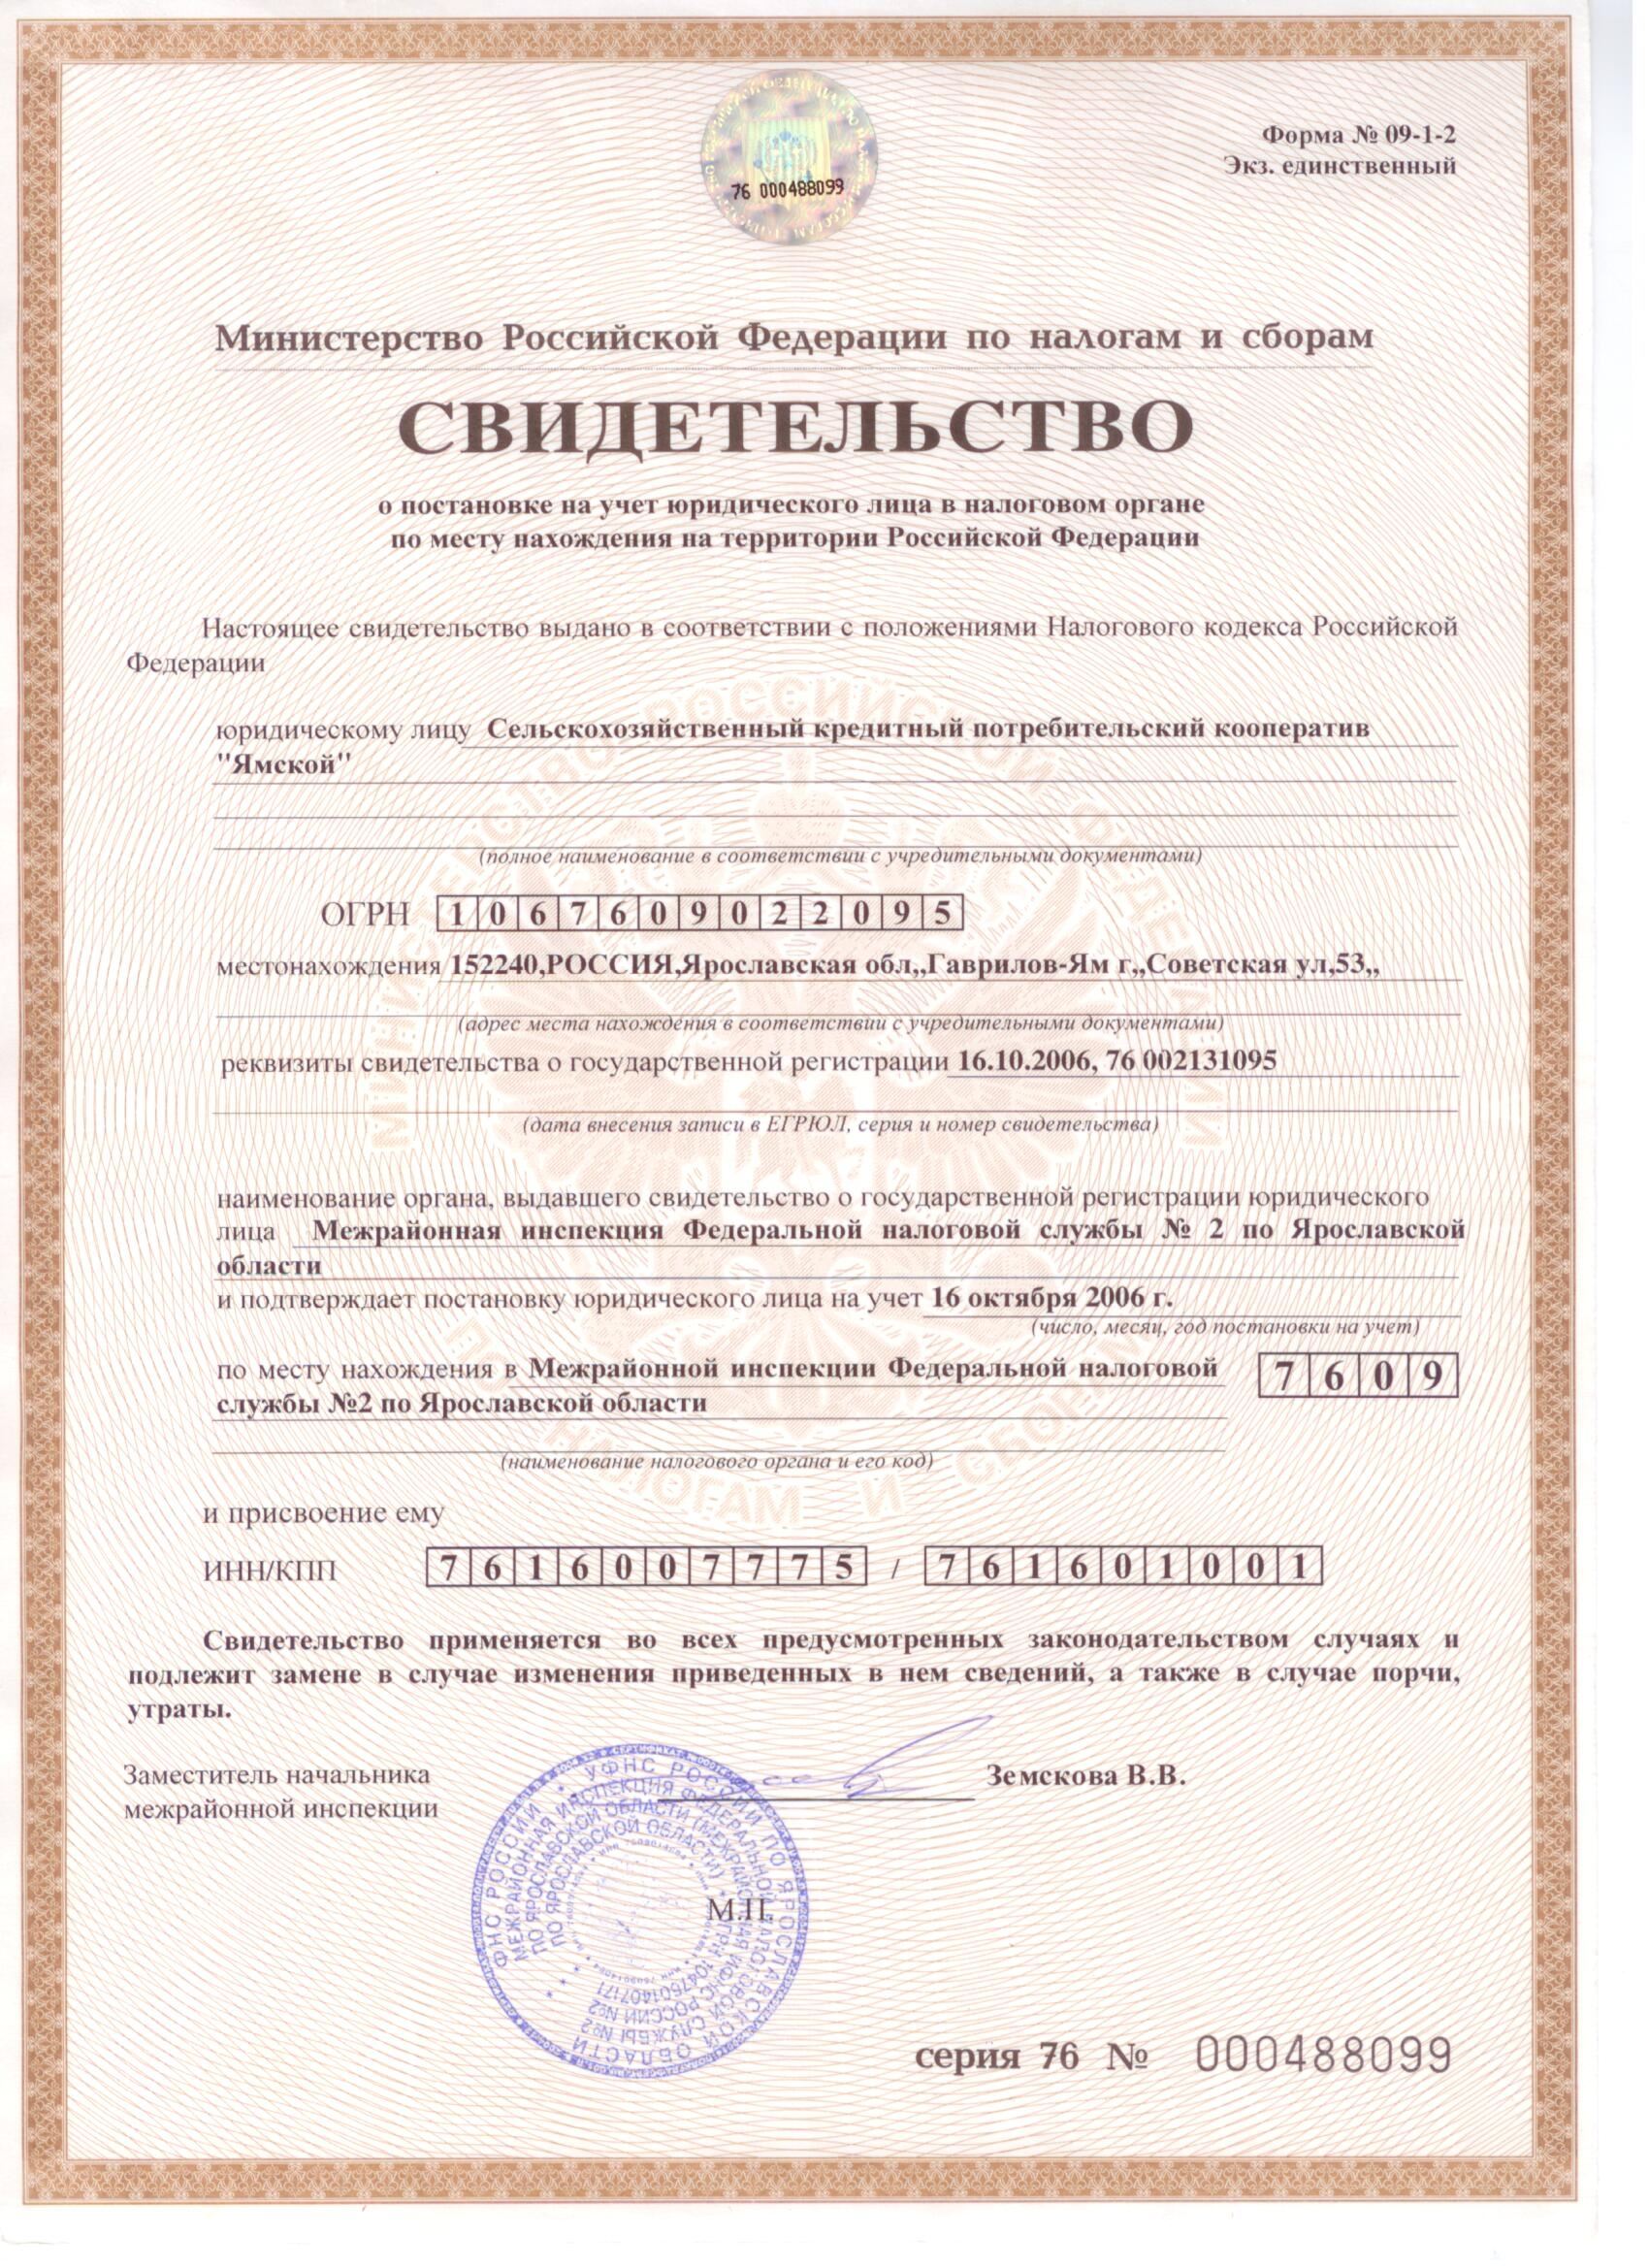 76 000488099
Форма № 09-1-2
Экз. единственный
Министерство Российской Федерации по налогам и сборам
СВИДЕТЕЛЬСТВО
о постановке на учет юридического лица в налоговом органе
по месту нахождения на территории Российской Федерации
Настоящее свидетельство выдано в соответствии с положениями Налогового кодекса Российской
Федерации
юридическому лицу Сельскохозяйственный кредитный потребительский кооператив
"Ямской"
(полное наименование в соответствии с учредительными документами)
ОГРН 1067609022095
местонахождения 152240,РОССИЯ,Ярославская обл,,Гаврилов-Ям г,,Советская ул,53,,
(адрес места нахождения в соответствии с учредительными документами)
реквизиты свидетельства о государственной регистрации 16.10.2006, 76 002131095
(дата внесения записи в ЕГРЮЛ, серия и номер свидетельства)
наименование органа, выдавшего свидетельство о государственной регистрации юридического
лица Межрайонная инспекция Федеральной налоговой службы № 2 по Ярославской
области
и подтверждает постановку юридического лица на учет 16 октября 2006 г.
(число, месяц, год постановки на учет)
по месту нахождения в Межрайонной инспекции Федеральной налоговой 7609
службы №2 по Ярославской области
(наименование налогового органа и его код)
и присвоение ему
ИНН/КПП 7616007775 / 761601001
Свидетельство применяется во всех предусмотренных законодательством случаях и
подлежит замене в случае изменения приведенных в нем сведений, а также в случае порчи,
утраты.
Заместитель начальника Земскова В.В.
межрайонной инспекции
ФНС РОССИИ * УФНС РОССИИ ПО ЯРОСЛАВСКОЙ ОБЛАСТИ
МЕЖРАЙОННАЯ ИНСПЕКЦИЯ ФЕДЕРАЛЬНОЙ НАЛОГОВОЙ СЛУЖБЫ №2
ПО ЯРОСЛАВСКОЙ ОБЛАСТИ (МЕЖРАЙОННАЯ ИФНС РОССИИ №2
ПО ЯРОСЛАВСКОЙ ОБЛАСТИ) * ОГРН 1047601407171
М.П.
серия 76 № 000488099
МИНИСТЕРСТВО РОССИЙСКОЙ ФЕДЕРАЦИИ
ПО НАЛОГАМ И СБОРАМ